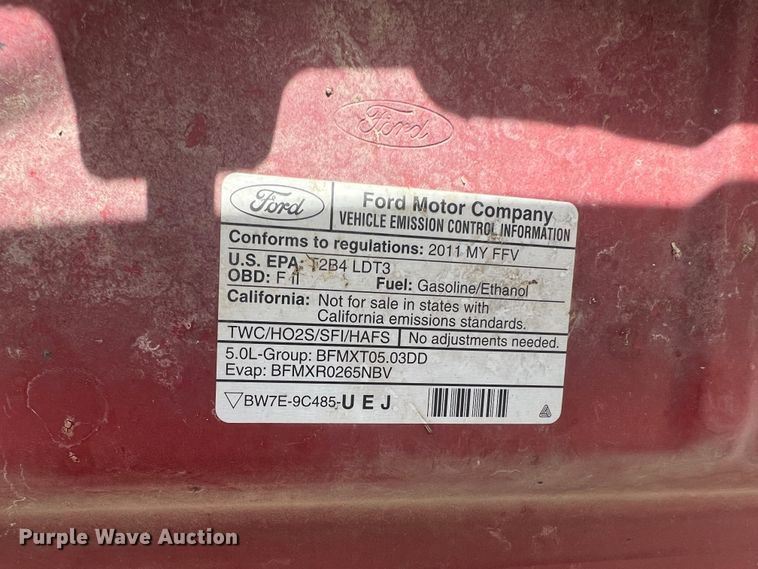 Ford
Ford
Ford Motor Company
VEHICLE EMISSION CONTROL INFORMATION
Conforms to regulations: 2011 MY FFV
U.S. EPA: T2B4 LDT3
OBD: F II
Fuel: Gasoline/Ethanol
California: Not for sale in states with
California emissions standards.
TWC/HO2S/SFI/HAFS
No adjustments needed.
5.0L-Group: BFMXT05.03DD
Evap: BFMXR0265NBV
BW7E-9C485-UEJ
Purple Wave Auction